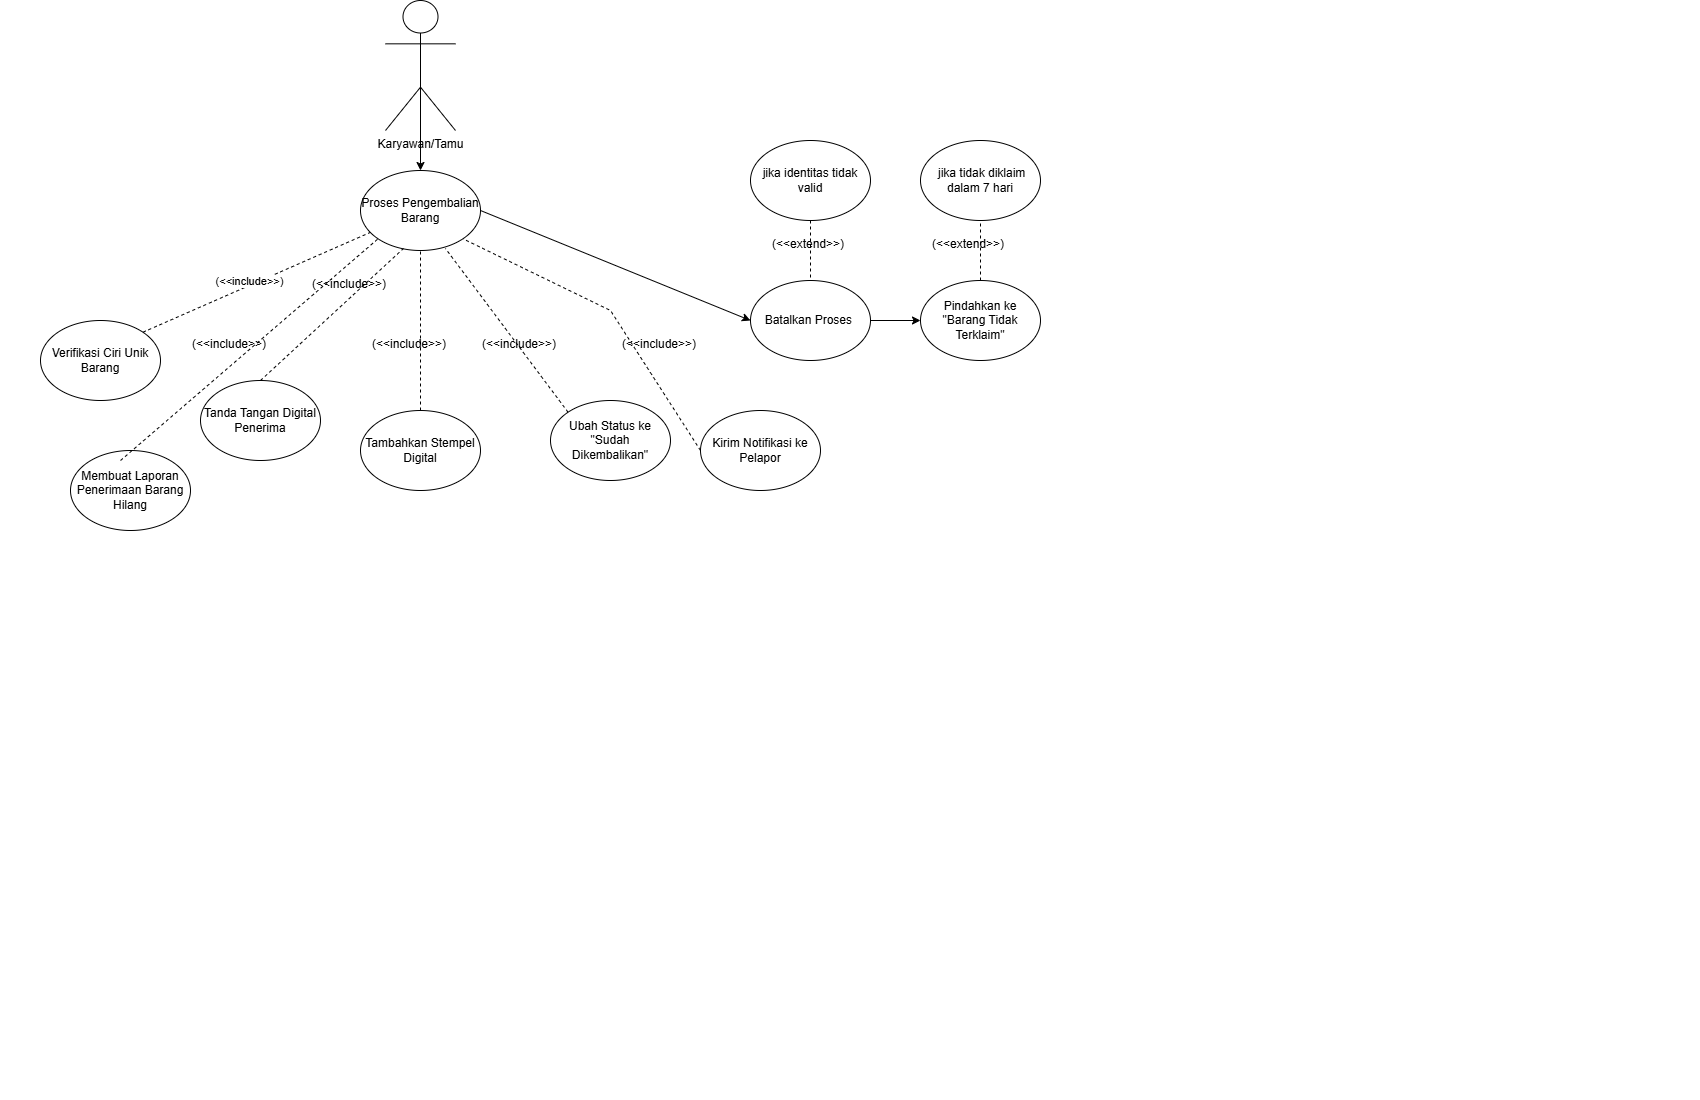 Karyawan/Tamu
Proses Pengembalian
Barang
jika identitas tidak
valid
jika tidak diklaim
dalam 7 hari
(<<extend>>)
(<<extend>>)
(<<include>>)
(<<include>>)
Batalkan Proses
Pindahkan ke
"Barang Tidak
Terklaim"
(<<include>>)
(<<include>>)
(<<include>>)
(<<include>>)
Verifikasi Ciri Unik
Barang
Tanda Tangan Digital
Penerima
Tambahkan Stempel
Digital
Ubah Status ke
"Sudah
Dikembalikan"
Kirim Notifikasi ke
Pelapor
Membuat Laporan
Penerimaan Barang
Hilang